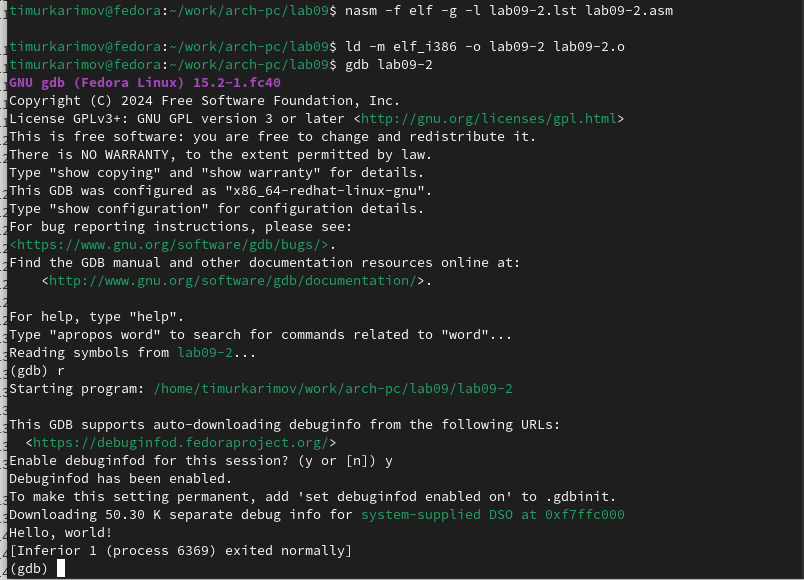 timurkarimov@fedora:~/work/arch-pc/lab09$ nasm -f elf -g -l lab09-2.lst lab09-2.asm
timurkarimov@fedora:~/work/arch-pc/lab09$ ld -m elf_i386 -o lab09-2 lab09-2.o
timurkarimov@fedora:~/work/arch-pc/lab09$ gdb lab09-2
GNU gdb (Fedora Linux) 15.2-1.fc40
Copyright (C) 2024 Free Software Foundation, Inc.
License GPLv3+: GNU GPL version 3 or later <http://gnu.org/licenses/gpl.html>
This is free software: you are free to change and redistribute it.
There is NO WARRANTY, to the extent permitted by law.
Type "show copying" and "show warranty" for details.
This GDB was configured as "x86_64-redhat-linux-gnu".
Type "show configuration" for configuration details.
For bug reporting instructions, please see:
<https://www.gnu.org/software/gdb/bugs/>.
Find the GDB manual and other documentation resources online at:
    <http://www.gnu.org/software/gdb/documentation/>.
For help, type "help".
Type "apropos word" to search for commands related to "word"...
Reading symbols from lab09-2...
(gdb) r
Starting program: /home/timurkarimov/work/arch-pc/lab09/lab09-2
This GDB supports auto-downloading debuginfo from the following URLs:
  <https://debuginfod.fedoraproject.org/>
Enable debuginfod for this session? (y or [n]) y
Debuginfod has been enabled.
To make this setting permanent, add 'set debuginfod enabled on' to .gdbinit.
Downloading 50.30 K separate debug info for system-supplied DSO at 0xf7ffc000
Hello, world!
[Inferior 1 (process 6369) exited normally]
(gdb)